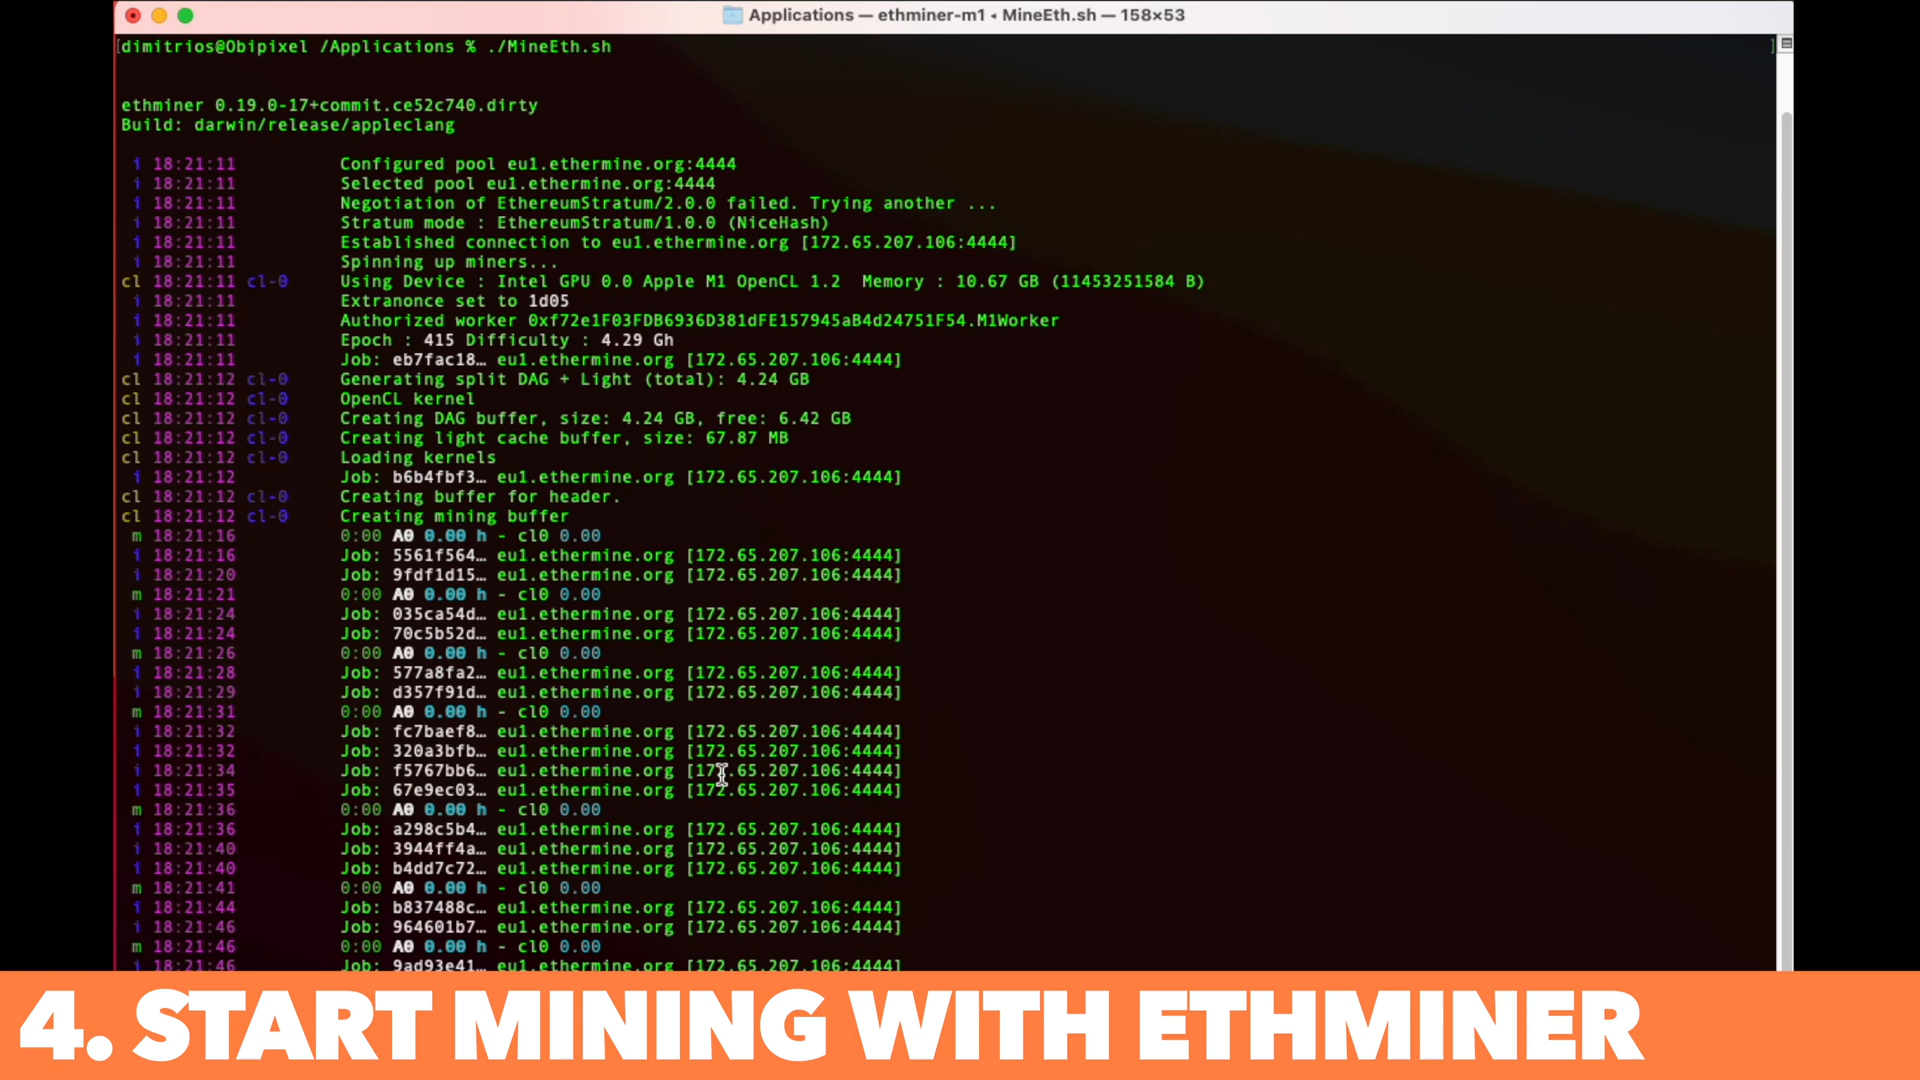 Applications — ethminer-m1 ◂ MineEth.sh — 158×53
[dimitrios@Obipixel /Applications % ./MineEth.sh ]
ethminer 0.19.0-17+commit.ce52c740.dirty
Build: darwin/release/appleclang
i 18:21:11 Configured pool eu1.ethermine.org:4444
i 18:21:11 Selected pool eu1.ethermine.org:4444
i 18:21:11 Negotiation of EthereumStratum/2.0.0 failed. Trying another ...
i 18:21:11 Stratum mode : EthereumStratum/1.0.0 (NiceHash)
i 18:21:11 Established connection to eu1.ethermine.org [172.65.207.106:4444]
i 18:21:11 Spinning up miners...
cl 18:21:11 cl-0 Using Device : Intel GPU 0.0 Apple M1 OpenCL 1.2 Memory : 10.67 GB (11453251584 B)
i 18:21:11 Extranonce set to 1d05
i 18:21:11 Authorized worker 0xf72e1F03FDB6936D381dFE157945aB4d24751F54.M1Worker
i 18:21:11 Epoch : 415 Difficulty : 4.29 Gh
i 18:21:11 Job: eb7fac18… eu1.ethermine.org [172.65.207.106:4444]
cl 18:21:12 cl-0 Generating split DAG + Light (total): 4.24 GB
cl 18:21:12 cl-0 OpenCL kernel
cl 18:21:12 cl-0 Creating DAG buffer, size: 4.24 GB, free: 6.42 GB
cl 18:21:12 cl-0 Creating light cache buffer, size: 67.87 MB
cl 18:21:12 cl-0 Loading kernels
i 18:21:12 Job: b6b4fbf3… eu1.ethermine.org [172.65.207.106:4444]
cl 18:21:12 cl-0 Creating buffer for header.
cl 18:21:12 cl-0 Creating mining buffer
m 18:21:16 0:00 A0 0.00 h - cl0 0.00
i 18:21:16 Job: 5561f564… eu1.ethermine.org [172.65.207.106:4444]
i 18:21:20 Job: 9fdf1d15… eu1.ethermine.org [172.65.207.106:4444]
m 18:21:21 0:00 A0 0.00 h - cl0 0.00
i 18:21:24 Job: 035ca54d… eu1.ethermine.org [172.65.207.106:4444]
i 18:21:24 Job: 70c5b52d… eu1.ethermine.org [172.65.207.106:4444]
m 18:21:26 0:00 A0 0.00 h - cl0 0.00
i 18:21:28 Job: 577a8fa2… eu1.ethermine.org [172.65.207.106:4444]
i 18:21:29 Job: d357f91d… eu1.ethermine.org [172.65.207.106:4444]
m 18:21:31 0:00 A0 0.00 h - cl0 0.00
i 18:21:32 Job: fc7baef8… eu1.ethermine.org [172.65.207.106:4444]
i 18:21:32 Job: 320a3bfb… eu1.ethermine.org [172.65.207.106:4444]
i 18:21:34 Job: f5767bb6… eu1.ethermine.org [172.65.207.106:4444]
i 18:21:35 Job: 67e9ec03… eu1.ethermine.org [172.65.207.106:4444]
m 18:21:36 0:00 A0 0.00 h - cl0 0.00
i 18:21:36 Job: a298c5b4… eu1.ethermine.org [172.65.207.106:4444]
i 18:21:40 Job: 3944ff4a… eu1.ethermine.org [172.65.207.106:4444]
i 18:21:40 Job: b4dd7c72… eu1.ethermine.org [172.65.207.106:4444]
m 18:21:41 0:00 A0 0.00 h - cl0 0.00
i 18:21:44 Job: b837488c… eu1.ethermine.org [172.65.207.106:4444]
i 18:21:46 Job: 964601b7… eu1.ethermine.org [172.65.207.106:4444]
m 18:21:46 0:00 A0 0.00 h - cl0 0.00
i 18:21:46 Job: 9ad93e41… eu1.ethermine.org [172.65.207.106:4444]
4. START MINING WITH ETHMINER